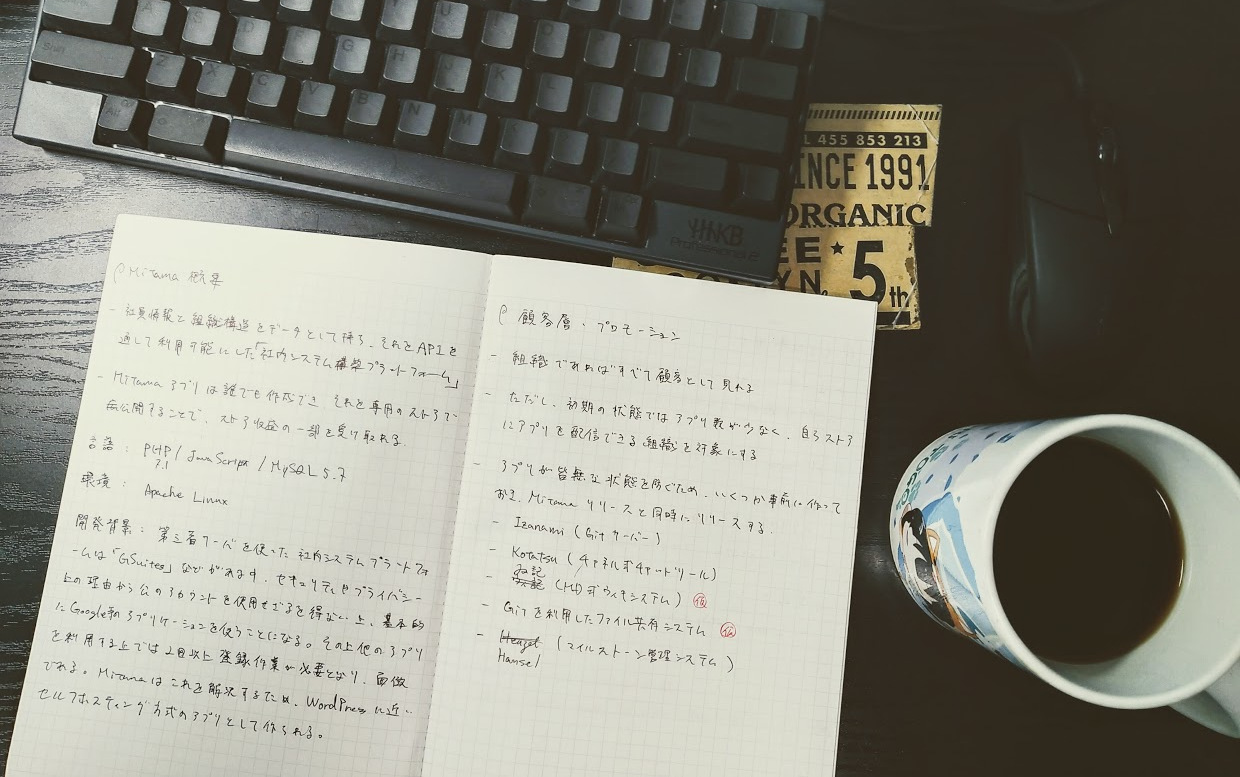 Mitama 概要
- 社員情報と組織構造をデータとして持ち、それをAPIを
通して利用可能にした「社内システム構築プラットフォーム」
- Mitamaアプリは誰でも作成でき、それを専用のストアで
公開することで、ストア収益の一部を受け取れる.
言語: PHP / JavaScript / MySQL 5.7
7.1
環境: Apache Linux
開発背景: 第三者サーバを使った社内システムプラットフォ
ームは「GSuites」などがあります. セキュリティやプライバシー
上の理由から公のアカウントを使用せざるを得ない上、基本的
にGoogle系のアプリケーションを使うことになる。その上他のアプリ
を利用する上では2回以上登録作業が必要となり、面倒
である。Mitamaはこれを解決するため、WordPressに近い
セルフホスティング方式のアプリとして作られる。
顧客層・プロモーション
- 組織であればすべて顧客として見れる
- ただし、初期の状態ではアプリ数が少なく、自らストア
にアプリを配信できる組織を対象にする
- アプリが皆無な状態を防ぐため、いくつか事前に作って
おき、Mitamaリリースと同時にリリースする.
- Izanami (Gitサーバー)
- Kotatsu (チャネル式チャットツール)
- (MD式ウィキシステム) 仮
- Gitを利用したファイル共有システム 仮
- Hengel (マイルストーン管理システム)
Hansel
HHKB
Professional 2
L 455 853 213
INCE 1991
ORGANIC
EE ★ 5th
YN,